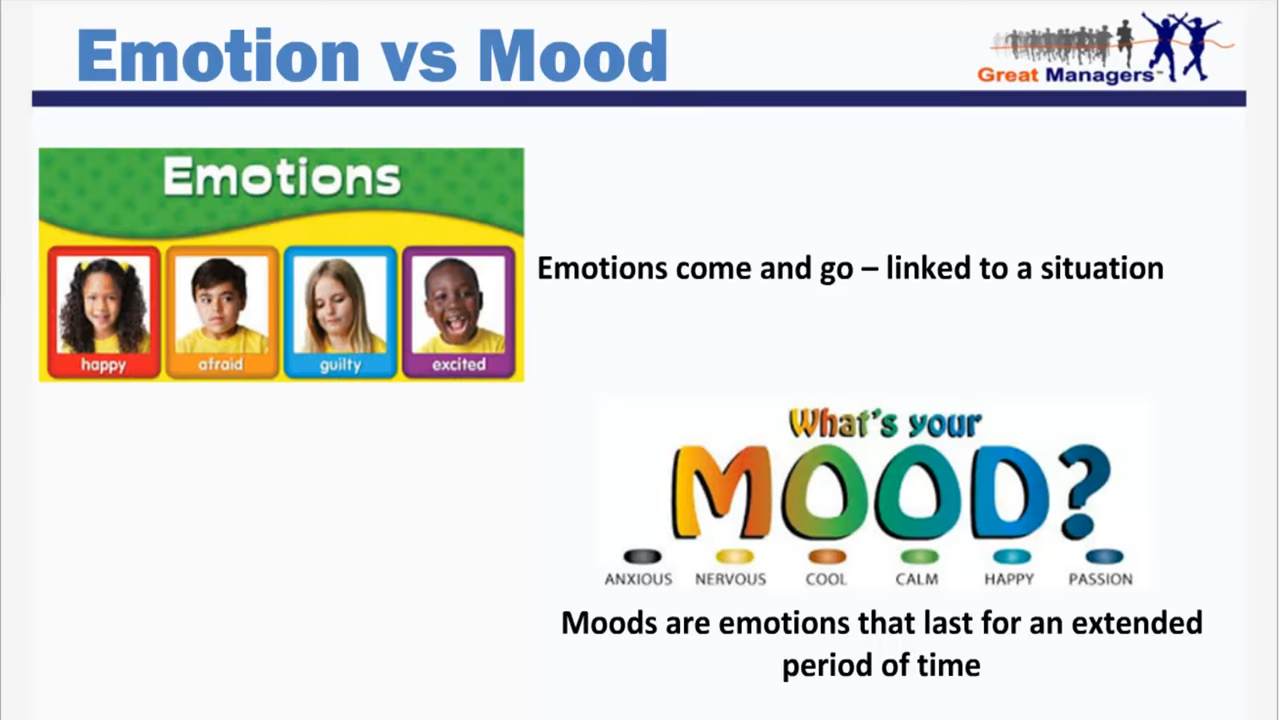 Emotion vs Mood
Great Managers™
Emotions
happy
afraid
guilty
excited
Emotions come and go – linked to a situation
What's your
MOOD?
ANXIOUS NERVOUS COOL CALM HAPPY PASSION
Moods are emotions that last for an extended
period of time